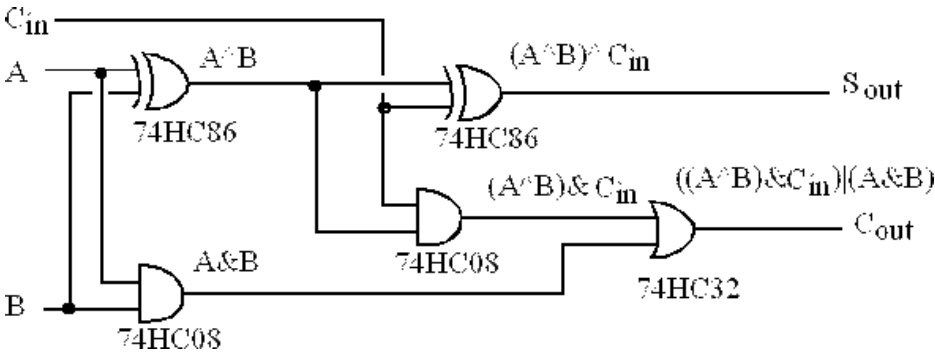 Cin
A
A^B
(A^B)^ Cin
Sout
74HC86
74HC86
(A^B)& Cin
((A^B)&Cin)|(A&B)
Cout
A&B
74HC08
74HC32
B
74HC08